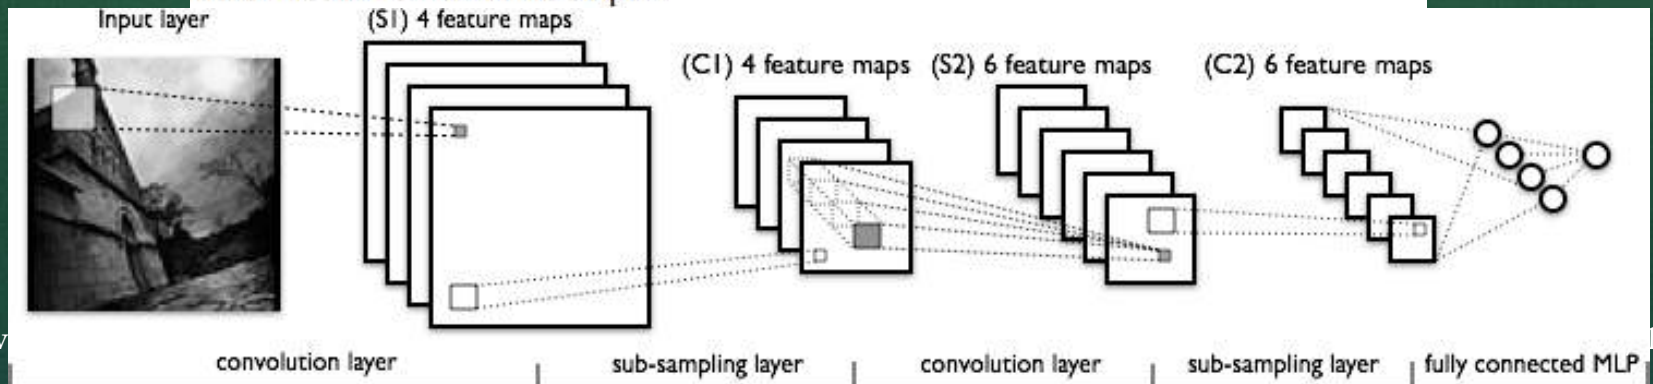 Input layer
(S1) 4 feature maps
(C1) 4 feature maps
(S2) 6 feature maps
(C2) 6 feature maps
convolution layer
sub-sampling layer
convolution layer
sub-sampling layer
fully connected MLP